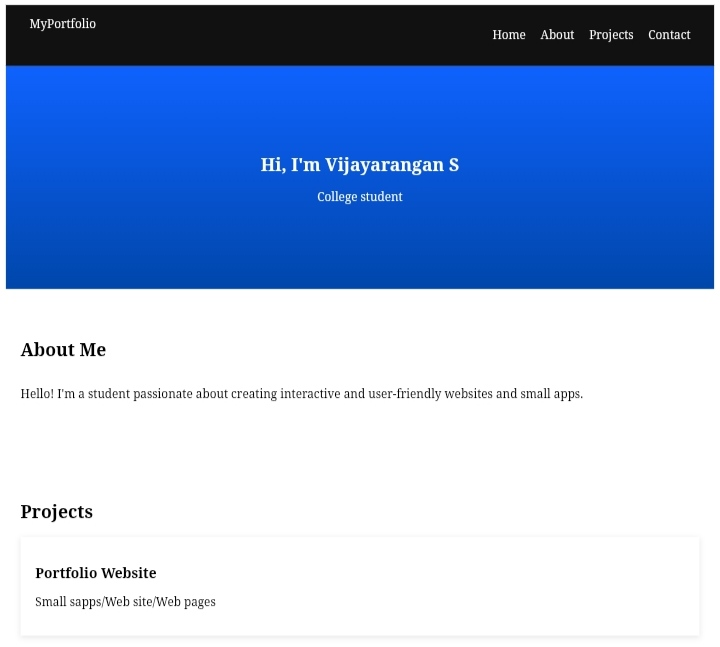 MyPortfolio
Home About Projects Contact
Hi, I'm Vijayarangan S
College student
About Me
Hello! I'm a student passionate about creating interactive and user-friendly websites and small apps.
Projects
Portfolio Website
Small sapps/Web site/Web pages